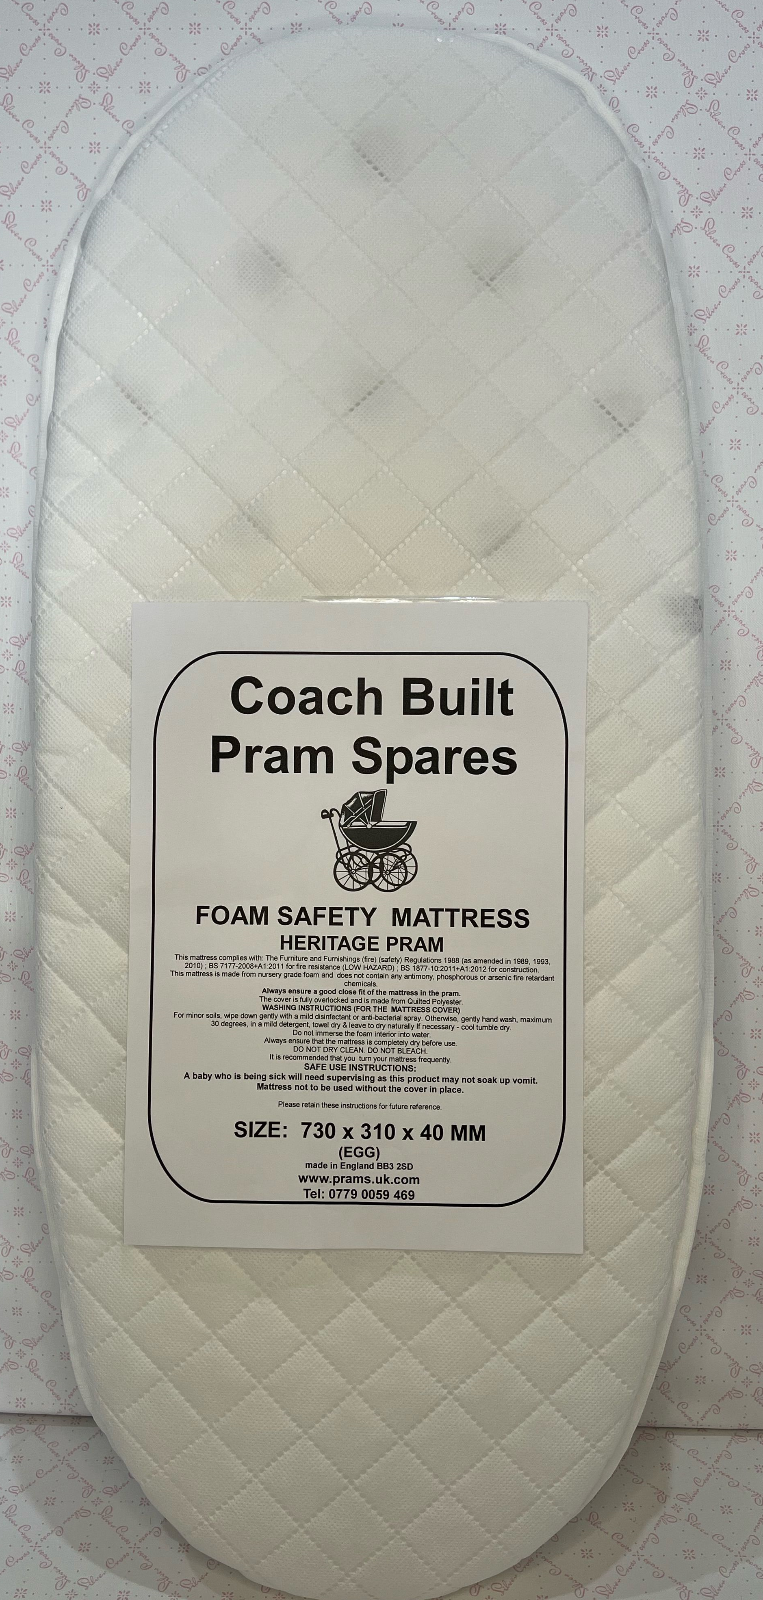 Coach Built
Pram Spares
FOAM SAFETY MATTRESS
HERITAGE PRAM
This mattress complies with: The Furniture and Furnishings (fire) (safety) Regulations 1988 (as amended in 1989, 1993,
2010) ; BS 7177-2008+A1:2011 for fire resistance (LOW HAZARD) ; BS 1877-10:2011+A1:2012 for construction.
This mattress is made from nursery grade foam and does not contain any antimony, phosphorous or arsenic fire retardant
chemicals.
Always ensure a good close fit of the mattress in the pram.
The cover is fully overlocked and is made from Quilted Polyester.
WASHING INSTRUCTIONS (FOR THE MATTRESS COVER)
For minor soils, wipe down gently with a mild disinfectant or anti-bacterial spray. Otherwise, gently hand wash, maximum
30 degrees, in a mild detergent, towel dry & leave to dry naturally If necessary - cool tumble dry.
Do not immerse the foam interior into water.
Always ensure that the mattress is completely dry before use.
DO NOT DRY CLEAN. DO NOT BLEACH.
It is recommended that you turn your mattress frequently.
SAFE USE INSTRUCTIONS:
A baby who is being sick will need supervising as this product may not soak up vomit.
Mattress not to be used without the cover in place.
Please retain these instructions for future reference.
SIZE: 730 x 310 x 40 MM
(EGG)
made in England BB3 2SD
www.prams.uk.com
Tel: 0779 0059 469
Silver Cross